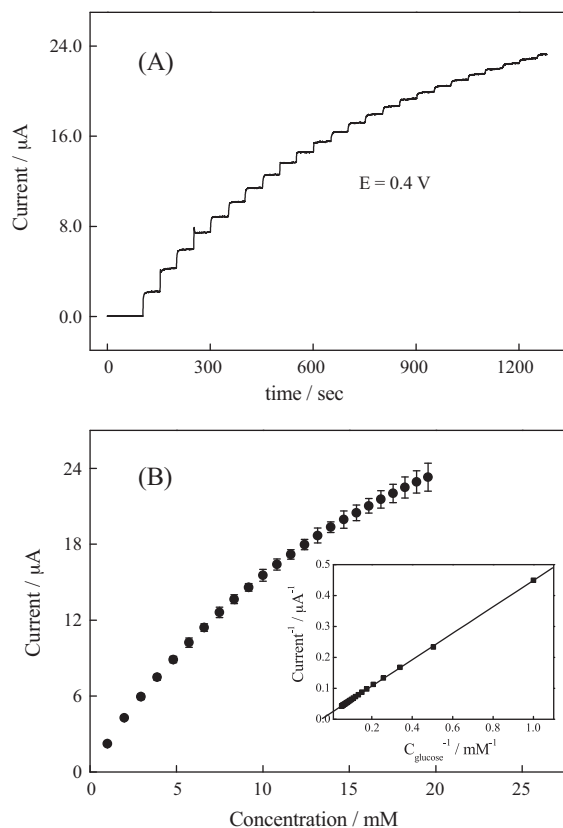 (A)
24.0
16.0
8.0
0.0
Current / μA
E = 0.4 V
0 300 600 900 1200
time / sec
(B)
24
18
12
6
0
Current / μA
0.5
0.4
0.3
0.2
0.1
0.0
Current⁻¹ / μA⁻¹
0.2 0.4 0.6 0.8 1.0
C_glucose⁻¹ / mM⁻¹
0 5 10 15 20 25
Concentration / mM